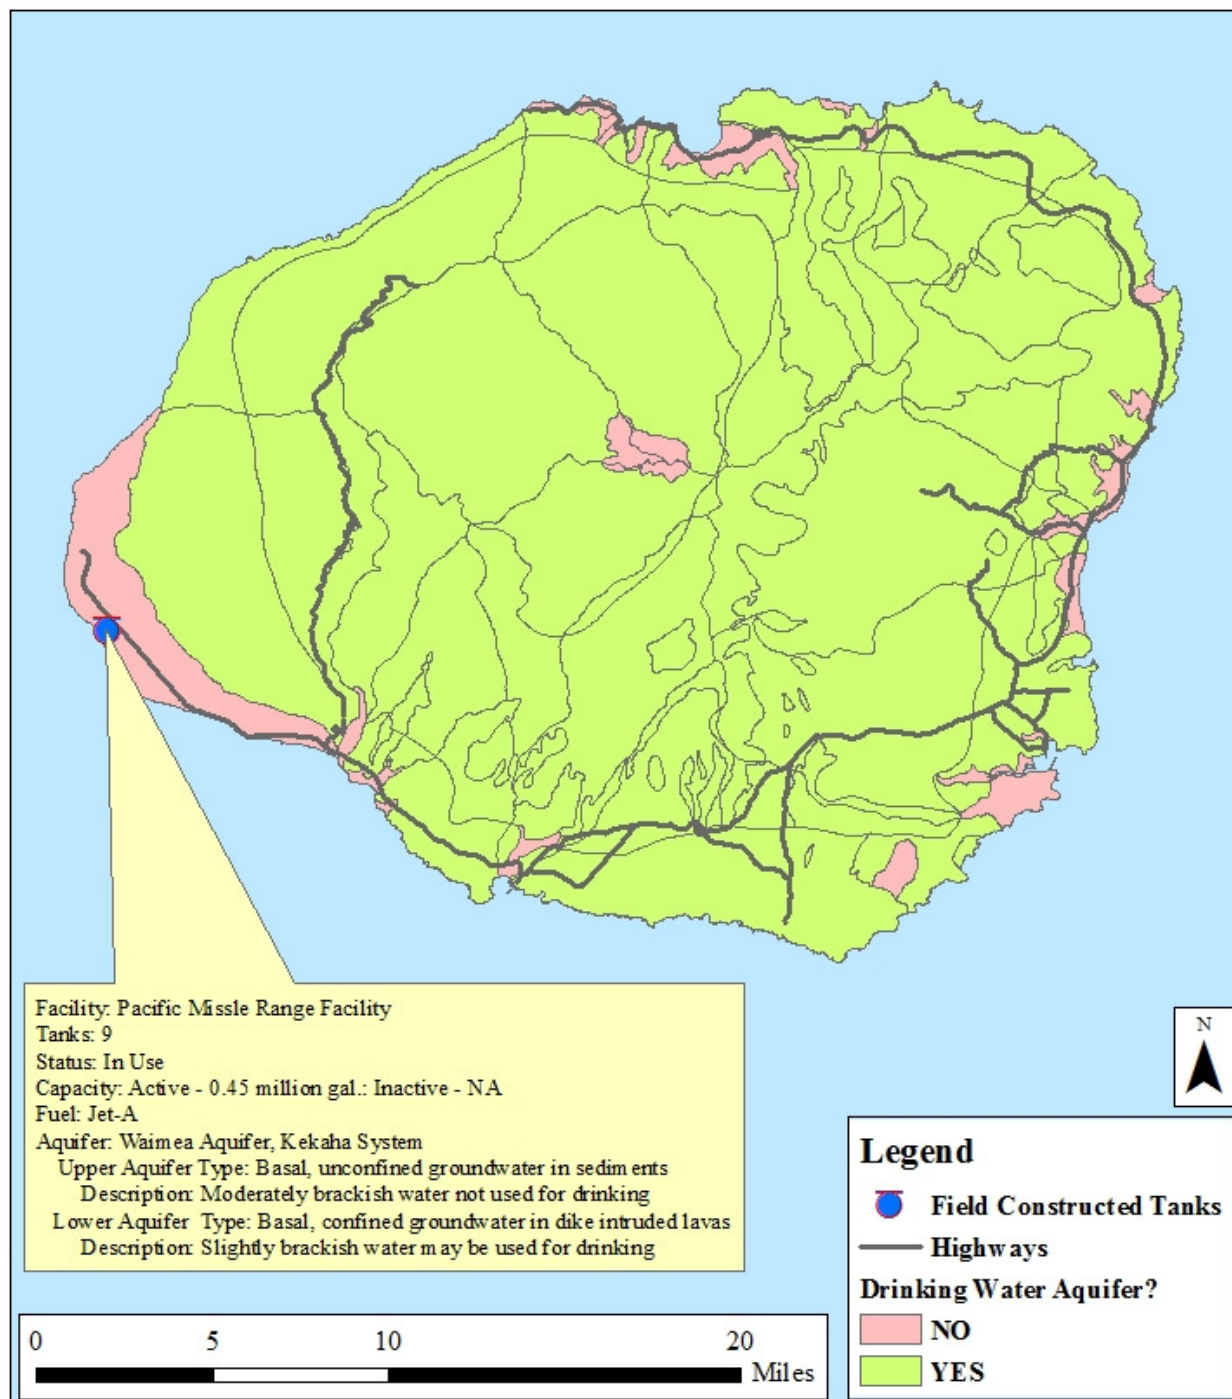 Facility: Pacific Missle Range Facility
Tanks: 9
Status: In Use
Capacity: Active - 0.45 million gal.: Inactive - NA
Fuel: Jet-A
Aquifer: Waimea Aquifer, Kekaha System
Upper Aquifer Type: Basal, unconfined groundwater in sediments
Description: Moderately brackish water not used for drinking
Lower Aquifer Type: Basal, confined groundwater in dike intruded lavas
Description: Slightly brackish water may be used for drinking
N
Legend
Field Constructed Tanks
Highways
Drinking Water Aquifer?
NO
YES
0 5 10 20
Miles